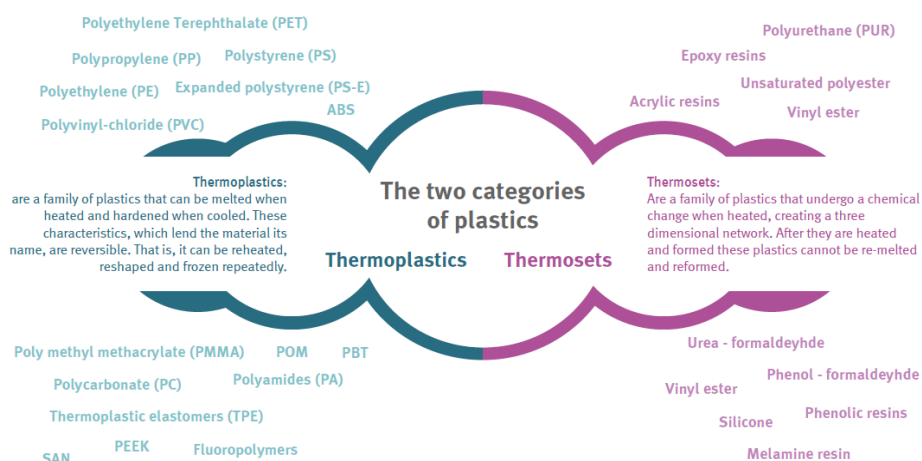 Polyethylene Terephthalate (PET)
Polypropylene (PP)
Polystyrene (PS)
Polyethylene (PE)
Expanded polystyrene (PS-E)
ABS
Polyvinyl-chloride (PVC)
Polyurethane (PUR)
Epoxy resins
Unsaturated polyester
Acrylic resins
Vinyl ester
Thermoplastics:
are a family of plastics that can be melted when
heated and hardened when cooled. These
characteristics, which lend the material its
name, are reversible. That is, it can be reheated,
reshaped and frozen repeatedly.
The two categories
of plastics
Thermoplastics
Thermosets
Thermosets:
Are a family of plastics that undergo a chemical
change when heated, creating a three
dimensional network. After they are heated
and formed these plastics cannot be re-melted
and reformed.
Poly methyl methacrylate (PMMA)
POM
PBT
Polycarbonate (PC)
Polyamides (PA)
Thermoplastic elastomers (TPE)
SAN
PEEK
Fluoropolymers
Urea - formaldeyhde
Vinyl ester
Phenol - formaldeyhde
Silicone
Phenolic resins
Melamine resin